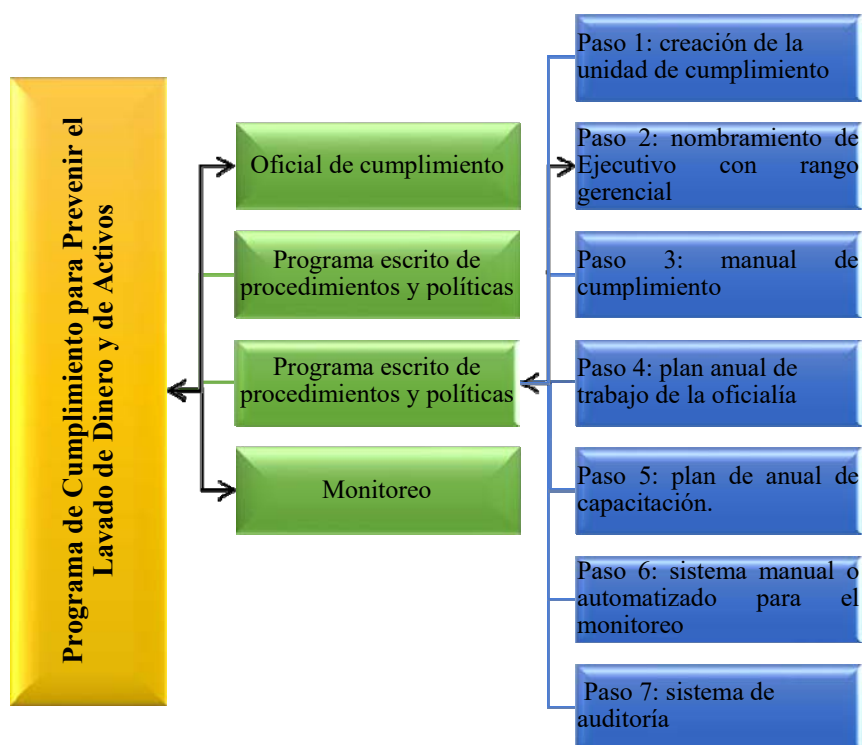 Programa de Cumplimiento para Prevenir el
Lavado de Dinero y de Activos
Oficial de cumplimiento
Programa escrito de
procedimientos y políticas
Programa escrito de
procedimientos y políticas
Monitoreo
Paso 1: creación de la
unidad de cumplimiento
Paso 2: nombramiento de
Ejecutivo con rango
gerencial
Paso 3: manual de
cumplimiento
Paso 4: plan anual de
trabajo de la oficialía
Paso 5: plan de anual de
capacitación.
Paso 6: sistema manual o
automatizado para el
monitoreo
Paso 7: sistema de
auditoría